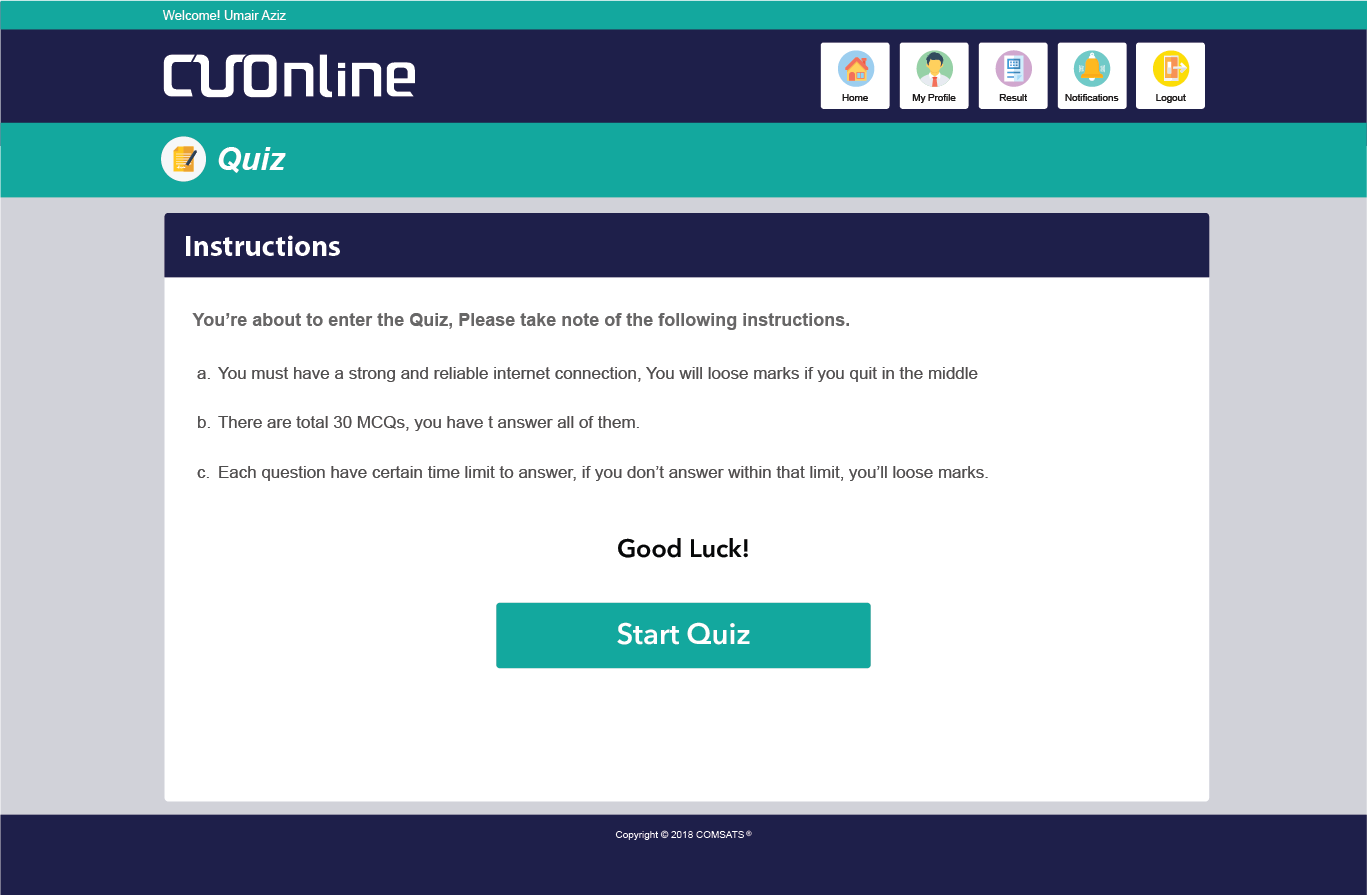 Welcome! Umair Aziz
CUOnline
Home
My Profile
Result
Notifications
Logout
Quiz
Instructions
You’re about to enter the Quiz, Please take note of the following instructions.
a. You must have a strong and reliable internet connection, You will loose marks if you quit in the middle
b. There are total 30 MCQs, you have t answer all of them.
c. Each question have certain time limit to answer, if you don’t answer within that limit, you’ll loose marks.
Good Luck!
Start Quiz
Copyright © 2018 COMSATS®